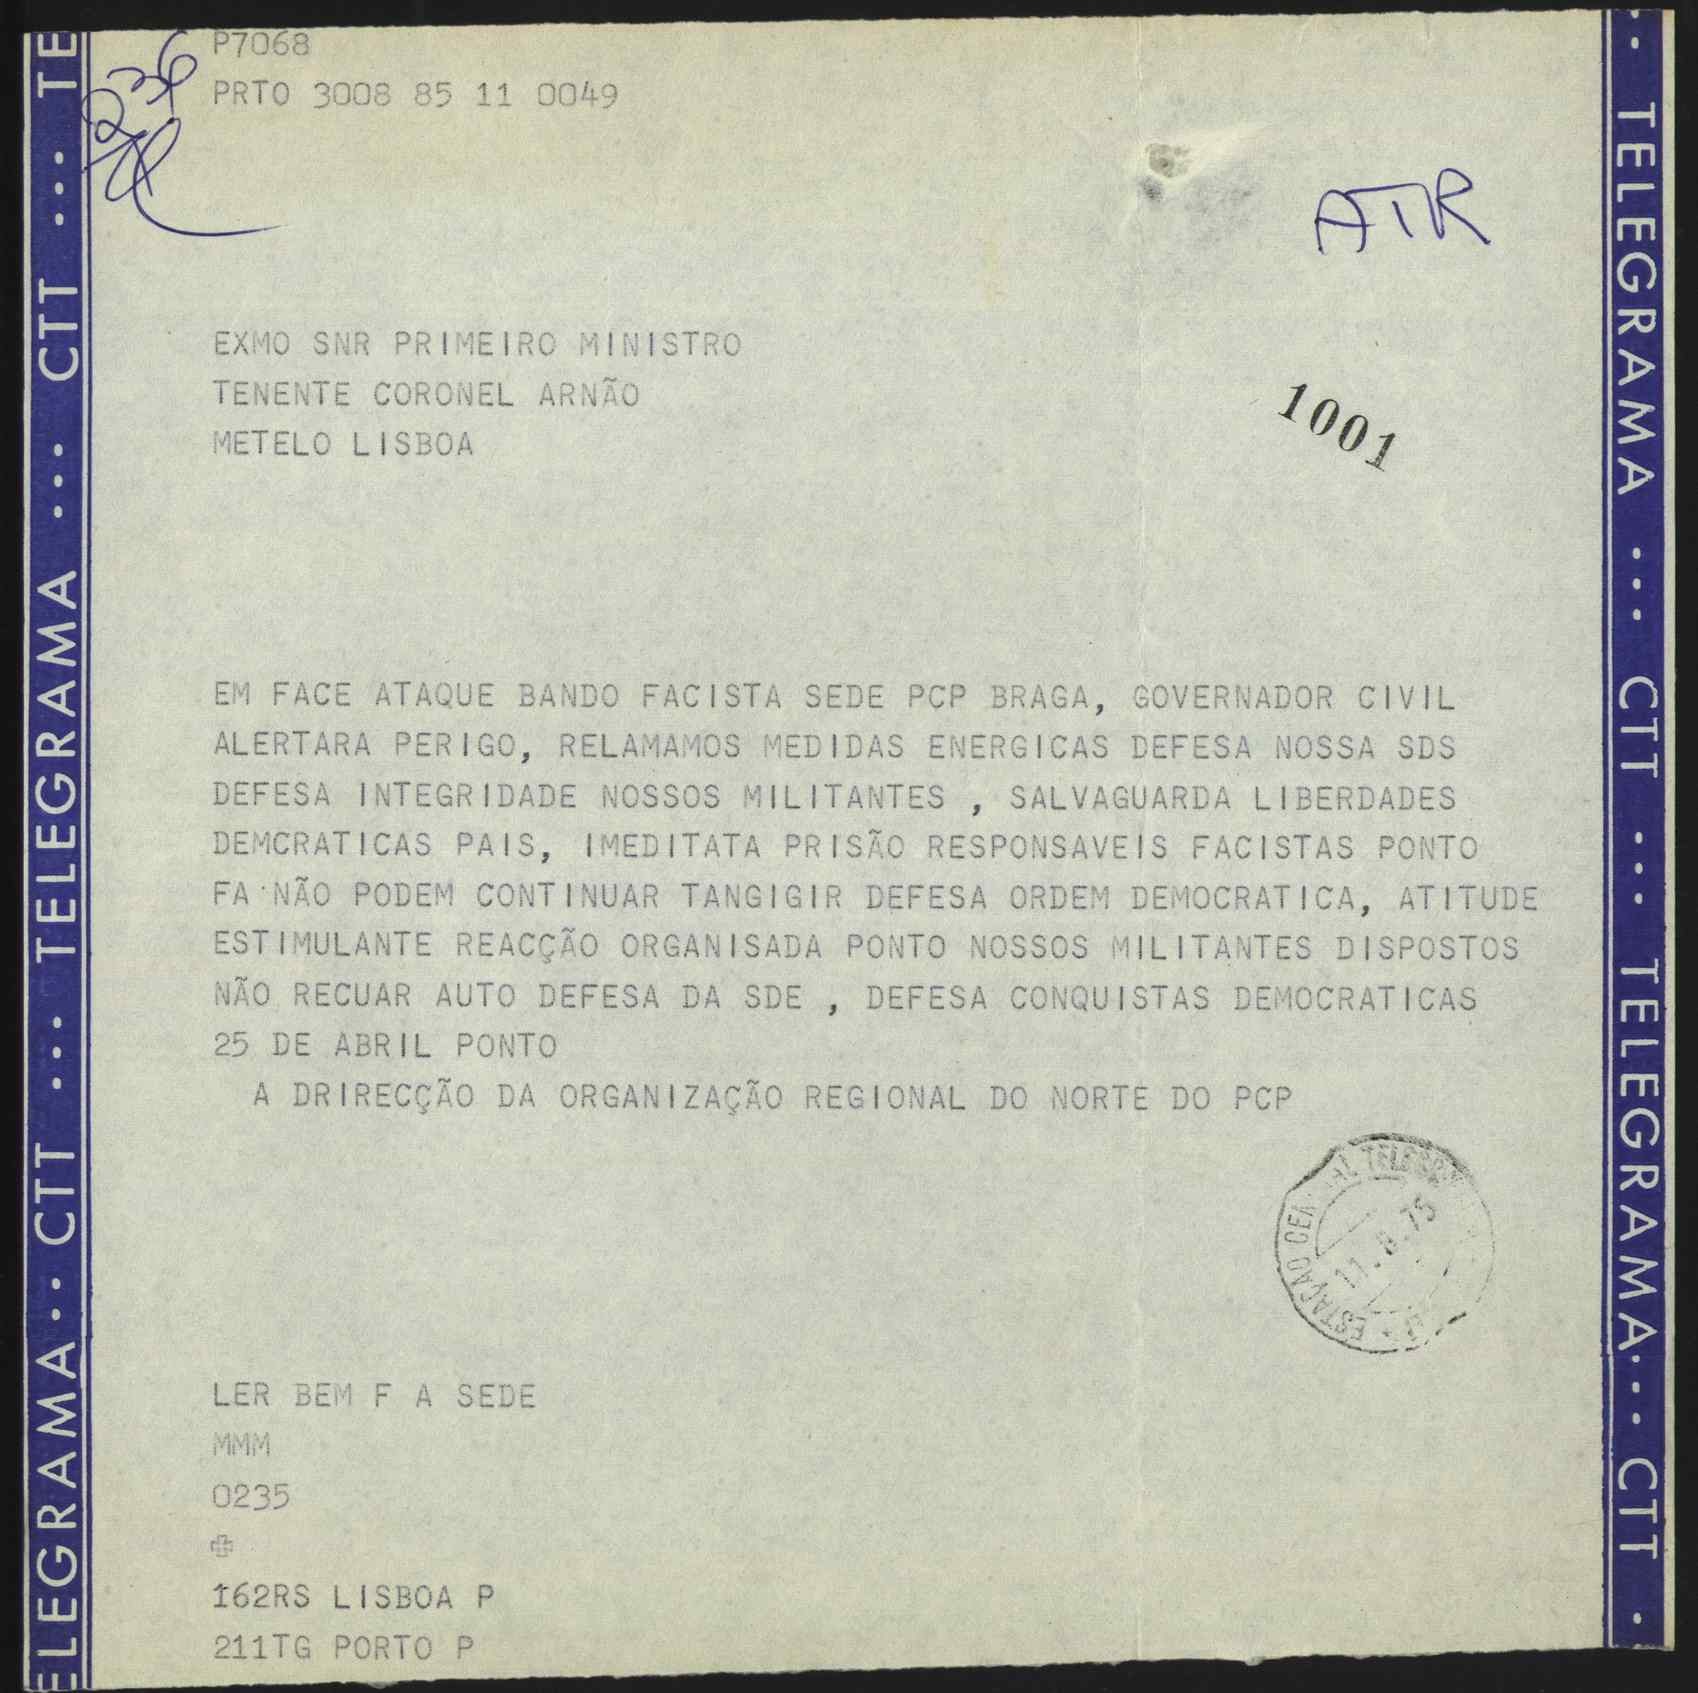 P7068
PRTO 3008 85 11 0049
ATR
EXMO SNR PRIMEIRO MINISTRO
TENENTE CORONEL ARNÃO
METELO LISBOA
1001
EM FACE ATAQUE BANDO FACISTA SEDE PCP BRAGA, GOVERNADOR CIVIL
ALERTARA PERIGO, RELAMAMOS MEDIDAS ENERGICAS DEFESA NOSSA SDS
DEFESA INTEGRIDADE NOSSOS MILITANTES , SALVAGUARDA LIBERDADES
DEMCRATICAS PAIS, IMEDITATA PRISÃO RESPONSAVEIS FACISTAS PONTO
FA NÃO PODEM CONTINUAR TANGIGIR DEFESA ORDEM DEMOCRATICA, ATITUDE
ESTIMULANTE REACÇÃO ORGANISADA PONTO NOSSOS MILITANTES DISPOSTOS
NÃO RECUAR AUTO DEFESA DA SDE , DEFESA CONQUISTAS DEMOCRATICAS
25 DE ABRIL PONTO
A DRIRECÇÃO DA ORGANIZAÇÃO REGIONAL DO NORTE DO PCP
ESTAÇÃO
11.8.75
LER BEM F A SEDE
MMM
0235
162RS LISBOA P
211TG PORTO P
TELEGRAMA ... CTT ... TELEGRAMA ... CTT ... TE
TELEGRAMA ... CTT ... TELEGRAMA ... CTT